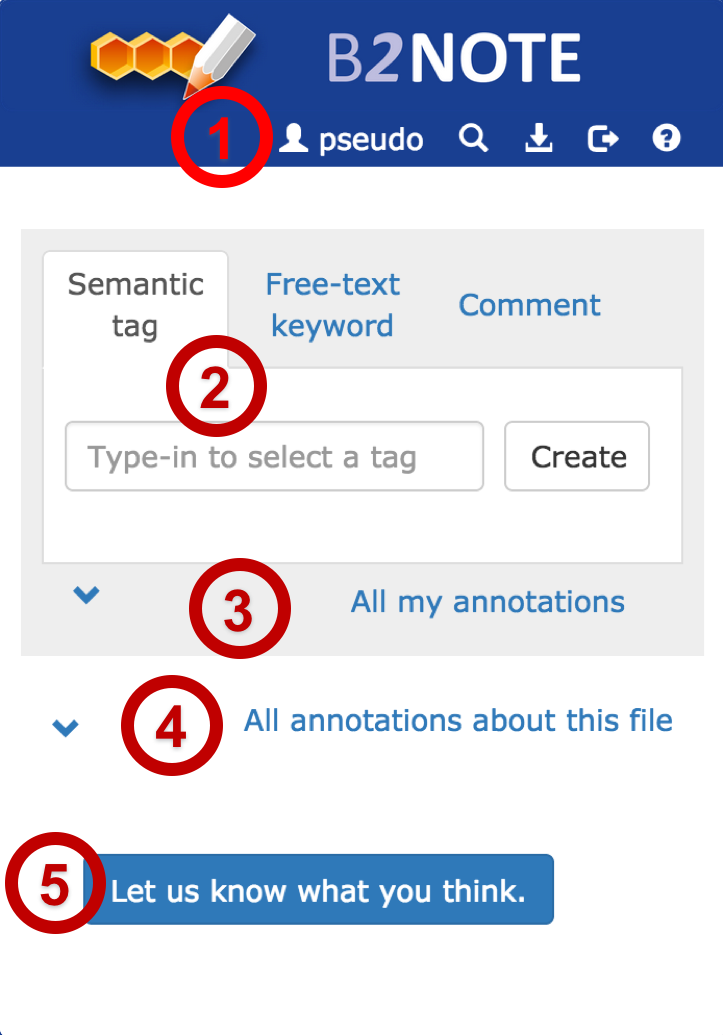 B2NOTE
1 pseudo ?
Semantic
tag
Free-text
keyword
Comment
2
Type-in to select a tag
Create
3 All my annotations
4 All annotations about this file
5 Let us know what you think.